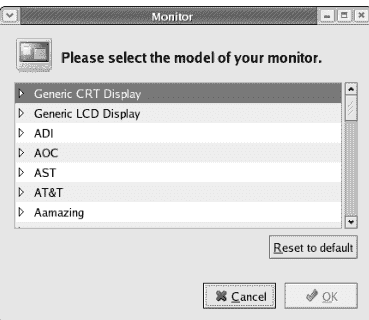 Monitor
Please select the model of your monitor.
Generic CRT Display
Generic LCD Display
ADI
AOC
AST
AT&T
Aamazing
Reset to default
Cancel
OK